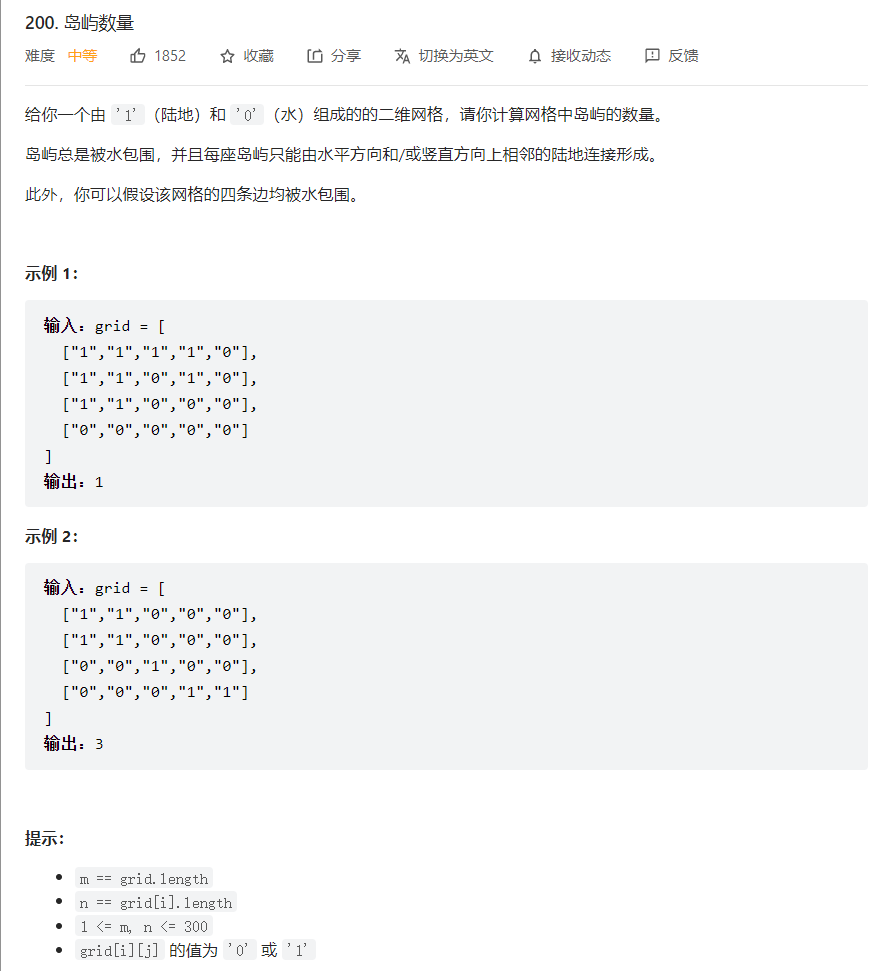 200. 岛屿数量
难度 中等 1852 收藏 分享 切换为英文 接收动态 反馈
给你一个由 '1'（陆地）和 '0'（水）组成的的二维网格，请你计算网格中岛屿的数量。
岛屿总是被水包围，并且每座岛屿只能由水平方向和/或竖直方向上相邻的陆地连接形成。
此外，你可以假设该网格的四条边均被水包围。
示例 1：
输入：grid = [
["1","1","1","1","0"],
["1","1","0","1","0"],
["1","1","0","0","0"],
["0","0","0","0","0"]
]
输出：1
示例 2：
输入：grid = [
["1","1","0","0","0"],
["1","1","0","0","0"],
["0","0","1","0","0"],
["0","0","0","1","1"]
]
输出：3
提示：
m == grid.length
n == grid[i].length
1 <= m, n <= 300
grid[i][j] 的值为 '0' 或 '1'